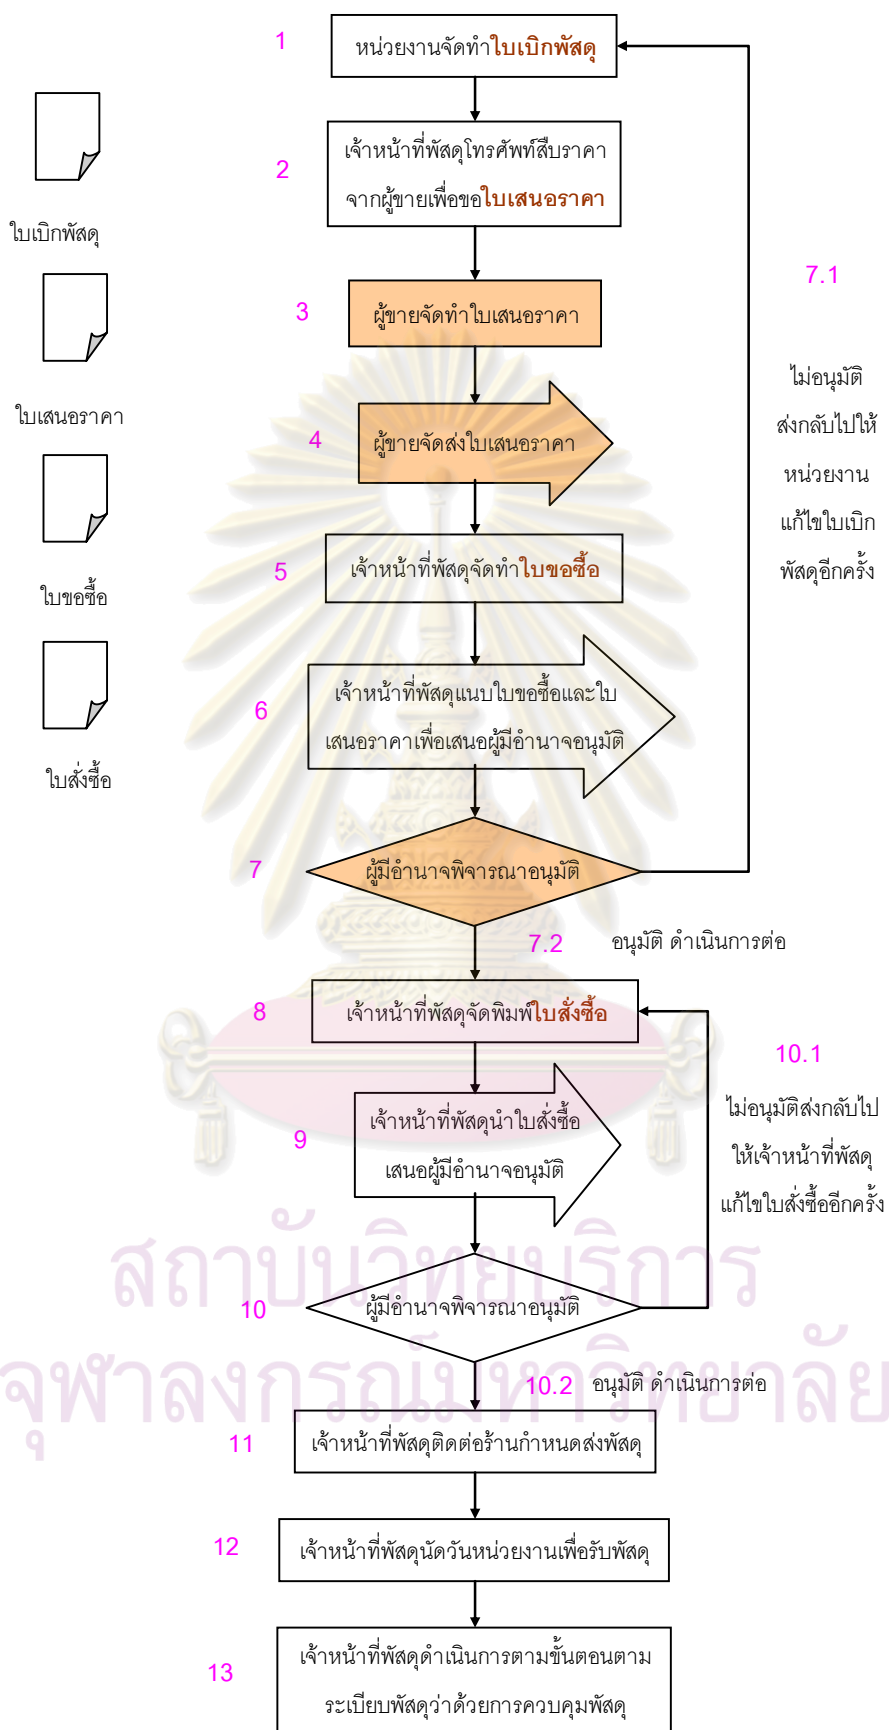 1
หน่วยงานจัดทำใบเบิกพัสดุ
2
เจ้าหน้าที่พัสดุโทรศัพท์สืบราคา
จากผู้ขายเพื่อขอใบเสนอราคา
ใบเบิกพัสดุ
3
ผู้ขายจัดทำใบเสนอราคา
7.1
ไม่อนุมัติ
ส่งกลับไปให้
หน่วยงาน
แก้ไขใบเบิก
พัสดุอีกครั้ง
ใบเสนอราคา
4
ผู้ขายจัดส่งใบเสนอราคา
5
เจ้าหน้าที่พัสดุจัดทำใบขอซื้อ
ใบขอซื้อ
6
เจ้าหน้าที่พัสดุแนบใบขอซื้อและใบ
เสนอราคาเพื่อเสนอผู้มีอำนาจอนุมัติ
ใบสั่งซื้อ
7
ผู้มีอำนาจพิจารณาอนุมัติ
7.2 อนุมัติ ดำเนินการต่อ
8
เจ้าหน้าที่พัสดุจัดพิมพ์ใบสั่งซื้อ
10.1
ไม่อนุมัติส่งกลับไป
ให้เจ้าหน้าที่พัสดุ
แก้ไขใบสั่งซื้ออีกครั้ง
9
เจ้าหน้าที่พัสดุนำใบสั่งซื้อ
เสนอผู้มีอำนาจอนุมัติ
สถาบันวิทยบริการ
10
ผู้มีอำนาจพิจารณาอนุมัติ
จุฬาลงกรณ์มหาวิทยาลัย
10.2 อนุมัติ ดำเนินการต่อ
11
เจ้าหน้าที่พัสดุติดต่อร้านกำหนดส่งพัสดุ
12
เจ้าหน้าที่พัสดุนัดวันหน่วยงานเพื่อรับพัสดุ
13
เจ้าหน้าที่พัสดุดำเนินการตามขั้นตอนตาม
ระเบียบพัสดุว่าด้วยการควบคุมพัสดุ